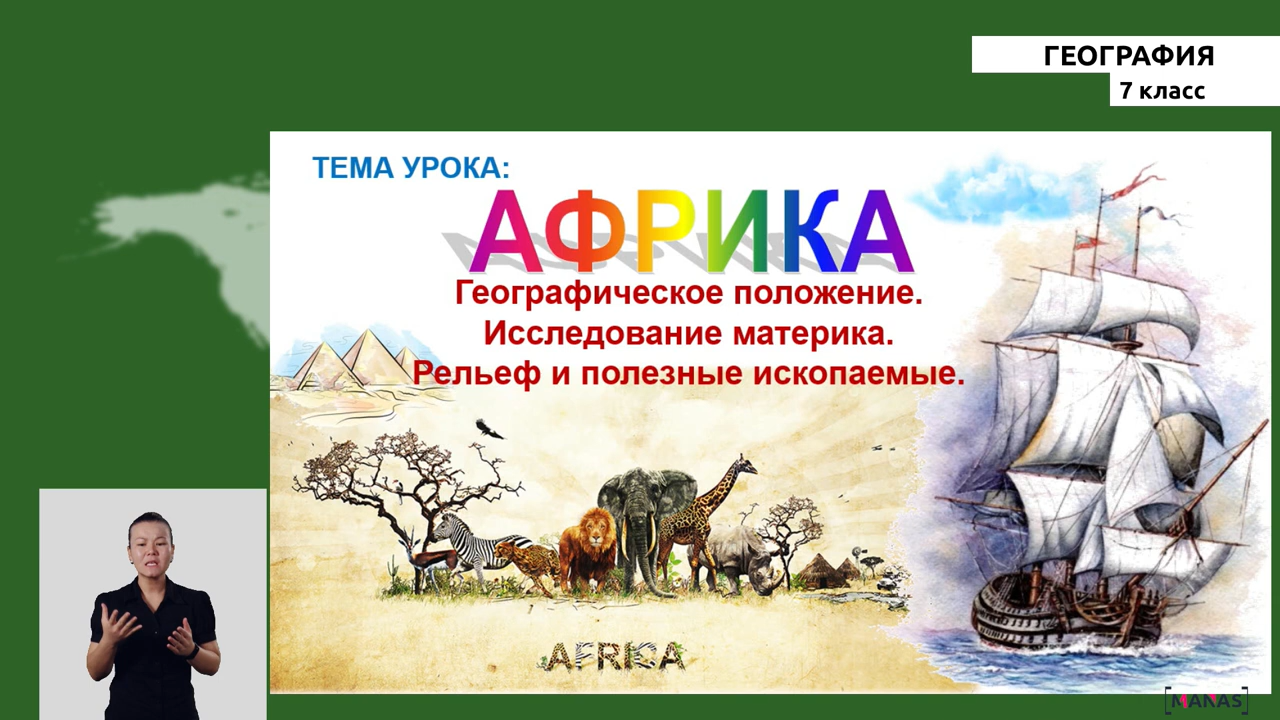 ГЕОГРАФИЯ
7 класс
ТЕМА УРОКА:
АФРИКА
Географическое положение.
Исследование материка.
Рельеф и полезные ископаемые.
AFRICA
[MANAS]